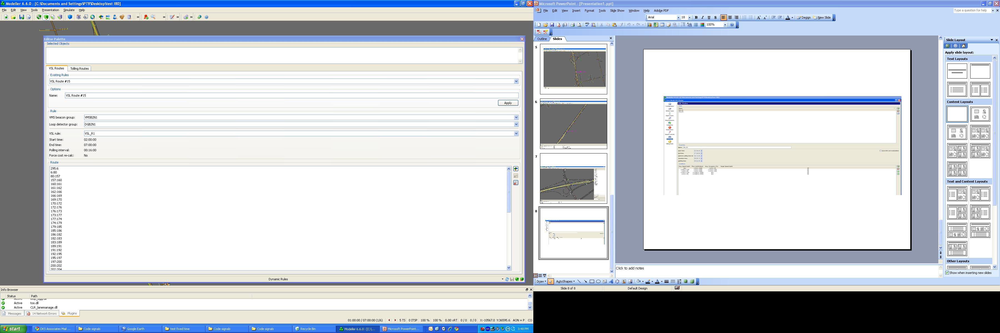 Modeller 6.6.0 : [C:\Documents and Settings\PTV\Desktop\test I80]
File Edit View Tools Presentation Simulate Help
Editor Palette
Selected Objects
VSL Routes Tolling Routes
Existing Rules
VSL Route #15
Options
Name: VSL Route #15
Apply
Rule
VMS beacon group: VMSB2N1
Loop detector group: DGB2N1
VSL rule: VSL_R1
Start time: 02:00:00
End time: 07:00:00
Polling interval: 00:16:00
Force cost re-calc: No
Route
295:6
6:80
80:157
157:160
160:161
161:162
162:166
166:169
169:170
170:172
172:176
176:173
173:177
177:174
174:179
179:185
185:186
186:182
182:183
183:189
189:191
191:192
192:195
195:197
197:200
200:202
202:204
Dynamic Rules
Info Browser
Status Path
Active loop_agg.dll
Active tos.dll
Active CLR_lanemanage.dll
Messages 14 Network Errors Plugins
01:00:00 / 07:00:00 (1/6) 5 TS 0 ITSP 100 % 100 % 0.00 xRT 0 / 0 0 / 0 X:-10567.0 Y:36595.6 AON + P CO
start DKS Associates Mail ... Code signals Google Earth test fixed time Code signals Code signals Recycle Bin Modeller 6.6.0 : [C:\... Microsoft PowerPoint... 3:48 PM
Microsoft PowerPoint - [Presentation1.ppt]
File Edit View Insert Format Tools Slide Show Window Help Adobe PDF
Type a question for help
Arial 18 B I U S A A A Design New Slide
100%
Outline Slides
5
6
7
8
VSL Rules
Click to add notes
Slide Layout
Apply slide layout:
Text Layouts
Content Layouts
Text and Content Layouts
Other Layouts
Show when inserting new slides
Draw AutoShapes
Slide 8 of 8 Default Design